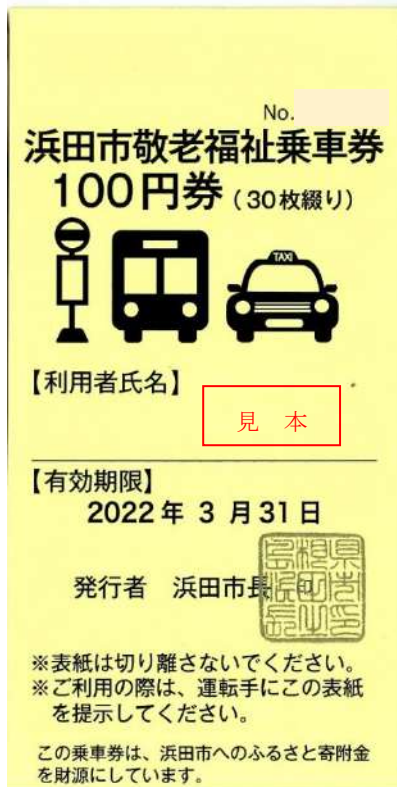 No.
浜田市敬老福祉乗車券
100円券(30枚綴り)
TAXI
【利用者氏名】
見 本
【有効期限】
2022年 3 月31日
発行者 浜田市長 印
※表紙は切り離さないでください。
※ご利用の際は、運転手にこの表紙
を提示してください。
この乗車券は、浜田市へのふるさと寄附金
を財源にしています。